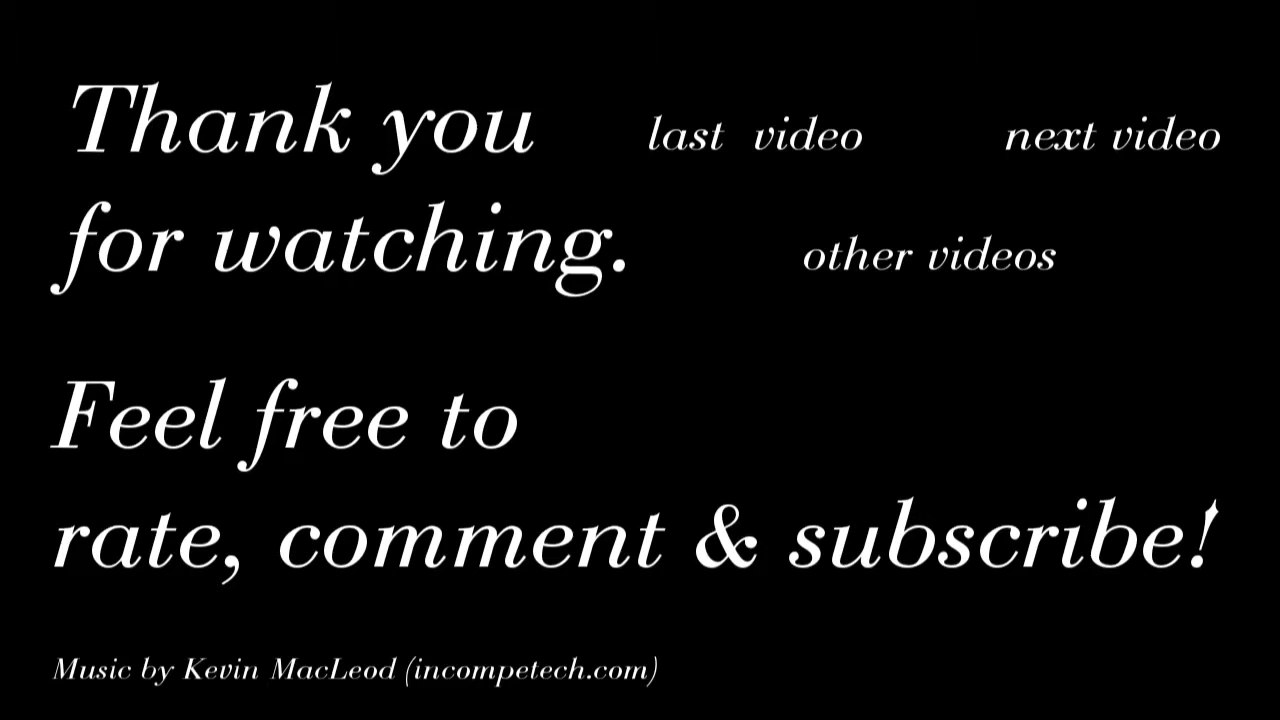 Thank you
for watching.
last video
next video
other videos
Feel free to
rate, comment & subscribe!
Music by Kevin MacLeod (incompetech.com)